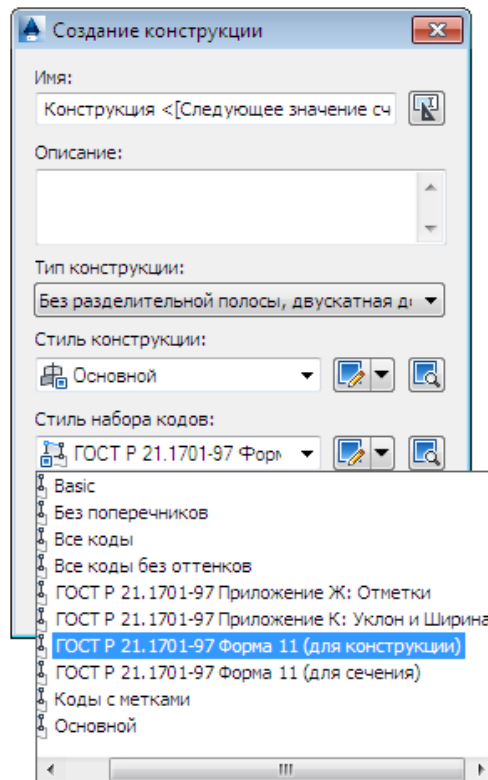 Создание конструкции
Имя:
Конструкция <[Следующее значение сч
Описание:
Тип конструкции:
Без разделительной полосы, двускатная
Стиль конструкции:
Основной
Стиль набора кодов:
ГОСТ Р 21.1701-97 Форм
Basic
Без поперечников
Все коды
Все коды без оттенков
ГОСТ Р 21.1701-97 Приложение Ж: Отметки
ГОСТ Р 21.1701-97 Приложение К: Уклон и Ширина
ГОСТ Р 21.1701-97 Форма 11 (для конструкции)
ГОСТ Р 21.1701-97 Форма 11 (для сечения)
Коды с метками
Основной